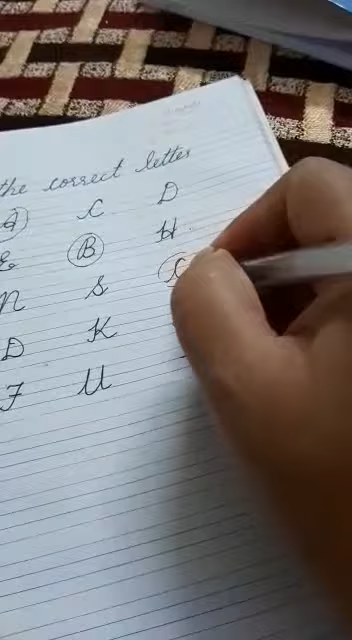 the correct letter
A C D
E B H
N S C
D K
F U